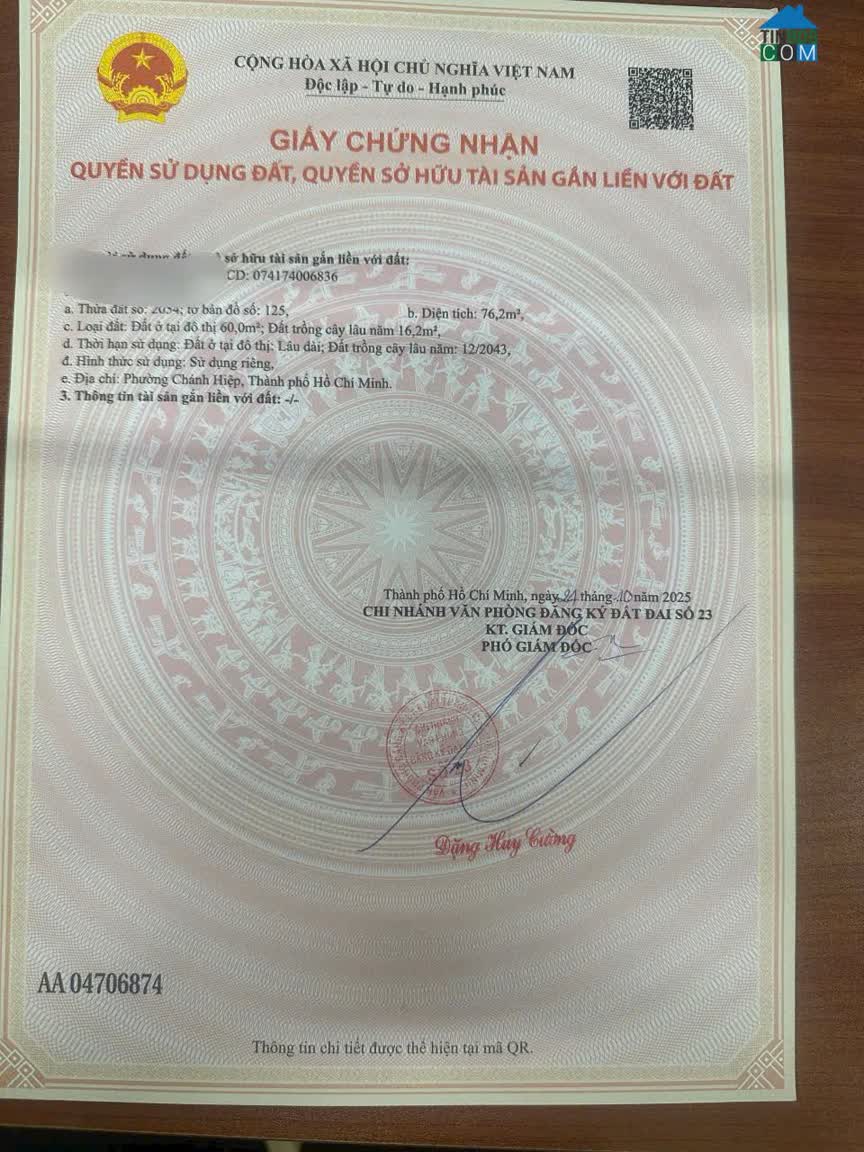 CỘNG HÒA XÃ HỘI CHỦ NGHĨA VIỆT NAM
Độc lập - Tự do - Hạnh phúc
COM
GIẤY CHỨNG NHẬN
QUYỀN SỬ DỤNG ĐẤT, QUYỀN SỞ HỮU TÀI SẢN GẮN LIỀN VỚI ĐẤT
sở hữu tài sản gắn liền với đất:
CD: 074174006836
a. Thửa đất số: tờ bản đồ số: 125, b. Diện tích: 76,2m²,
c. Loại đất: Đất ở tại đô thị 60,0m²; Đất trồng cây lâu năm 16,2m²,
d. Thời hạn sử dụng: Đất ở tại đô thị: Lâu dài; Đất trồng cây lâu năm: 12/2043,
đ. Hình thức sử dụng: Sử dụng riêng,
e. Địa chỉ: Phường Chánh Hiệp, Thành phố Hồ Chí Minh.
3. Thông tin tài sản gắn liền với đất: -/-
Thành phố Hồ Chí Minh, ngày tháng 10 năm 2025
CHI NHÁNH VĂN PHÒNG ĐĂNG KÝ ĐẤT ĐAI SỐ 23
KT. GIÁM ĐỐC
PHÓ GIÁM ĐỐC
Đặng Huy Cường
AA 04706874
Thông tin chi tiết được thể hiện tại mã QR.